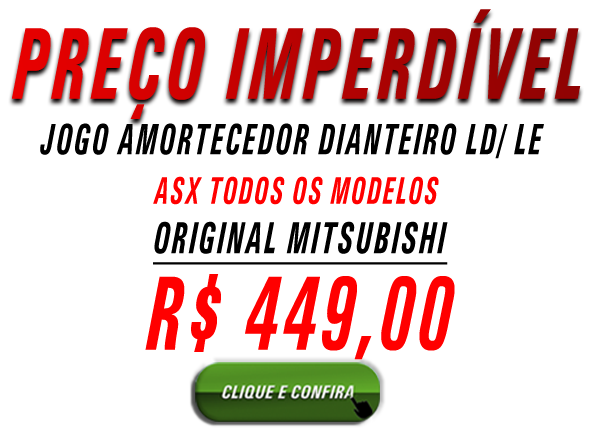 PREÇO IMPERDÍVEL
JOGO AMORTECEDOR DIANTEIRO LD/ LE
ASX TODOS OS MODELOS
ORIGINAL MITSUBISHI
R$ 449,00
CLIQUE E CONFIRA